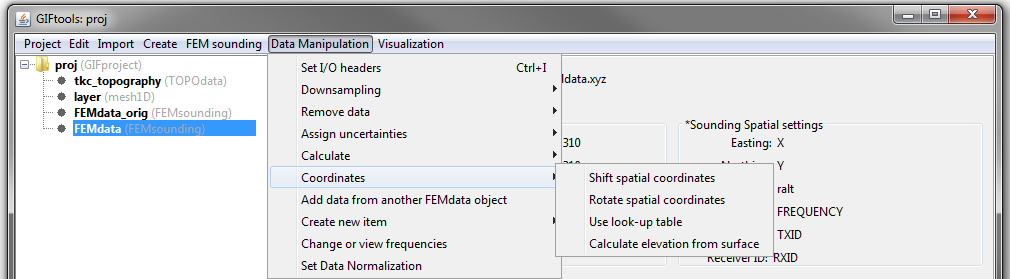 GIFtools: proj
Project Edit Import Create FEM sounding Data Manipulation Visualization
proj (GIFproject)
tkc_topography (TOPOdata)
layer (mesh1D)
FEMdata_orig (FEMsounding)
FEMdata (FEMsounding)
Set I/O headers Ctrl+I
Downsampling
Remove data
Assign uncertainties
Calculate
Coordinates
Add data from another FEMdata object
Create new item
Change or view frequencies
Set Data Normalization
Shift spatial coordinates
Rotate spatial coordinates
Use look-up table
Calculate elevation from surface
data.xyz
310
*Sounding Spatial settings
Easting: X
Y
ralt
FREQUENCY
TXID
Receiver ID: RXID